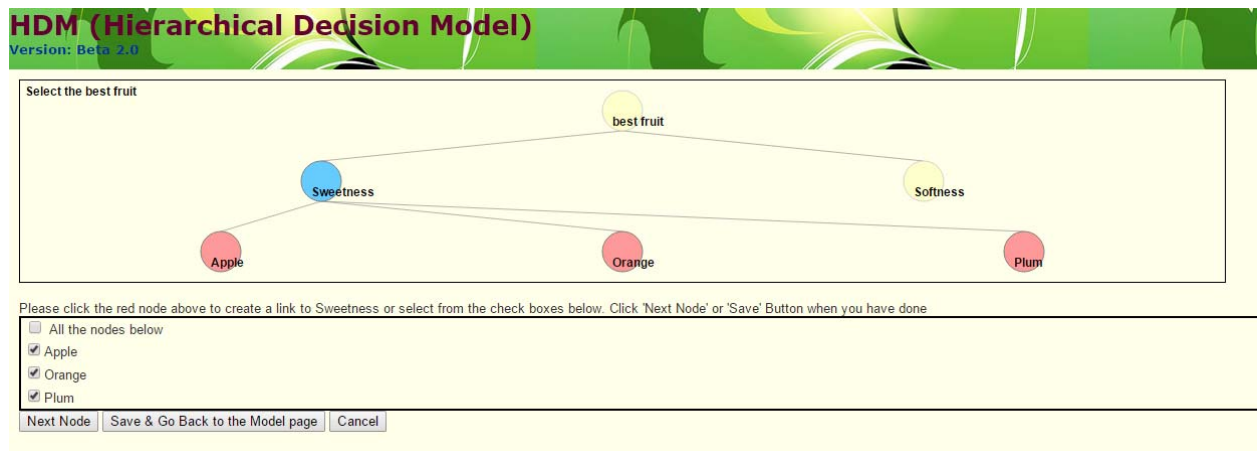 HDM (Hierarchical Decision Model)
Version: Beta 2.0
Select the best fruit
best fruit
Sweetness
Softness
Apple
Orange
Plum
Please click the red node above to create a link to Sweetness or select from the check boxes below. Click 'Next Node' or 'Save' Button when you have done
All the nodes below
Apple
Orange
Plum
Next Node
Save & Go Back to the Model page
Cancel